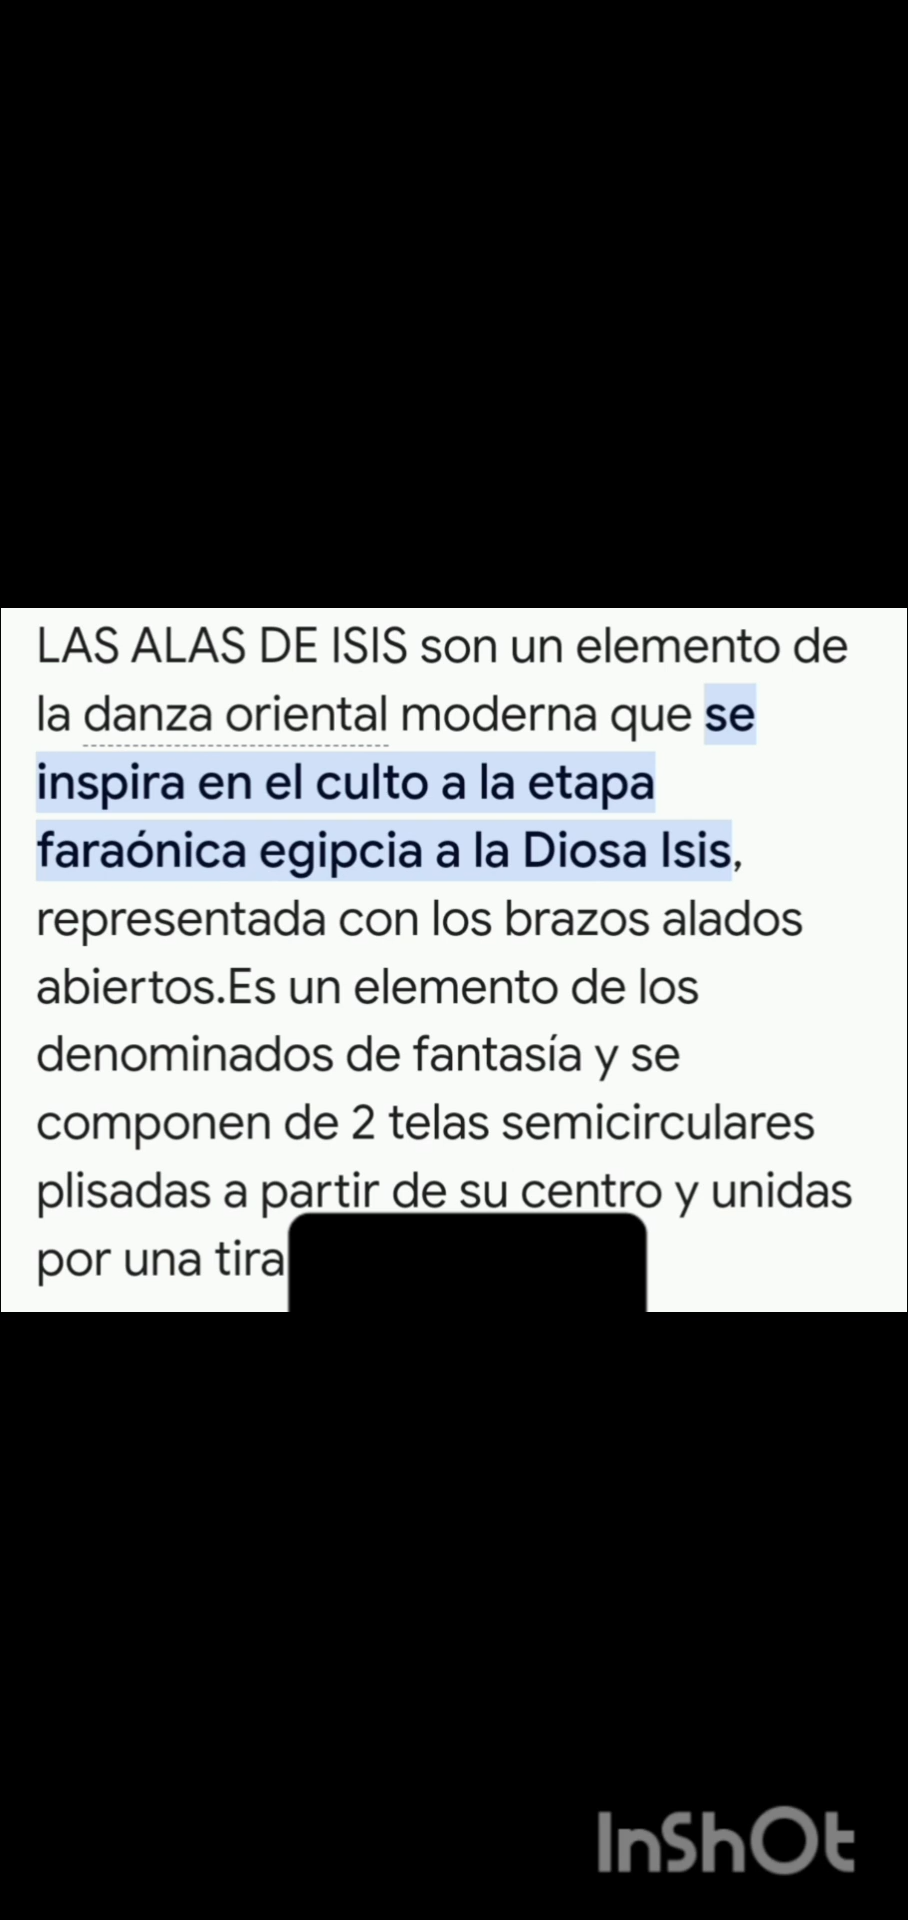 LAS ALAS DE ISIS son un elemento de
la danza oriental moderna que se
inspira en el culto a la etapa
faraónica egipcia a la Diosa Isis,
representada con los brazos alados
abiertos.Es un elemento de los
denominados de fantasía y se
componen de 2 telas semicirculares
plisadas a partir de su centro y unidas
por una tira
InShOt